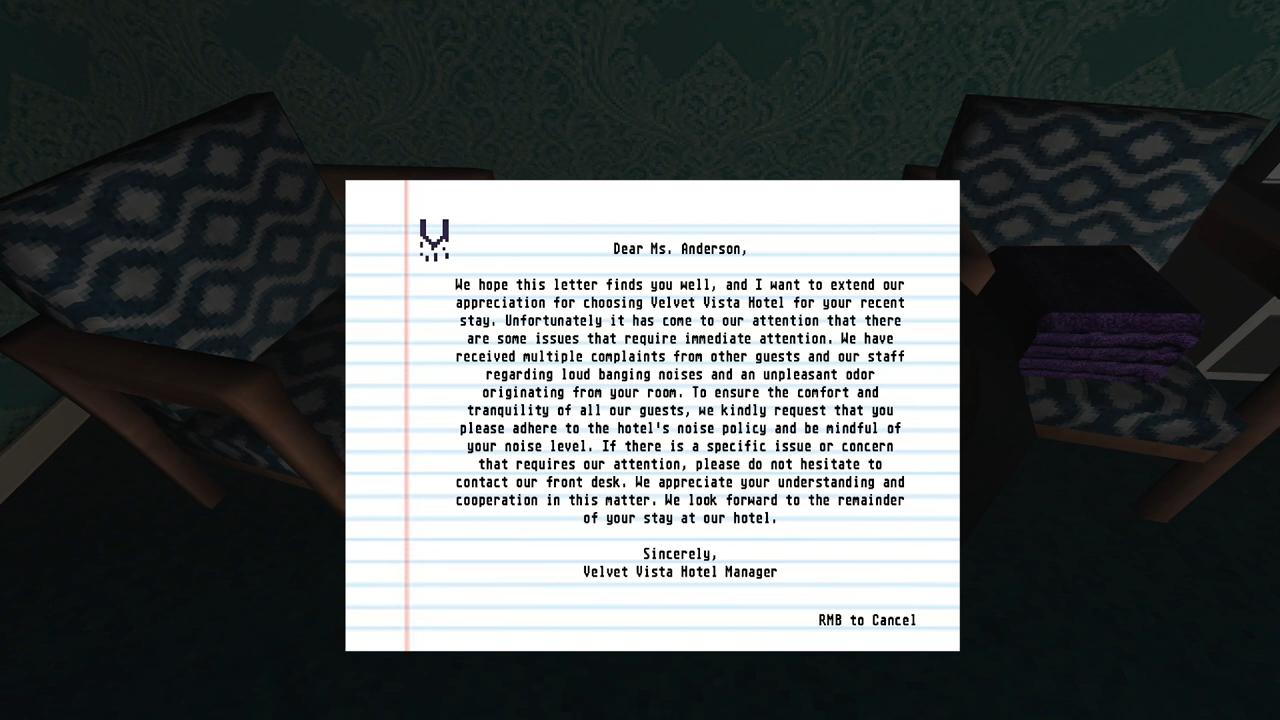 Dear Ms. Anderson,
We hope this letter finds you well, and I want to extend our
appreciation for choosing Velvet Vista Hotel for your recent
stay. Unfortunately it has come to our attention that there
are some issues that require immediate attention. We have
received multiple complaints from other guests and our staff
regarding loud banging noises and an unpleasant odor
originating from your room. To ensure the comfort and
tranquility of all our guests, we kindly request that you
please adhere to the hotel's noise policy and be mindful of
your noise level. If there is a specific issue or concern
that requires our attention, please do not hesitate to
contact our front desk. We appreciate your understanding and
cooperation in this matter. We look forward to the remainder
of your stay at our hotel.
Sincerely,
Velvet Vista Hotel Manager
RMB to Cancel